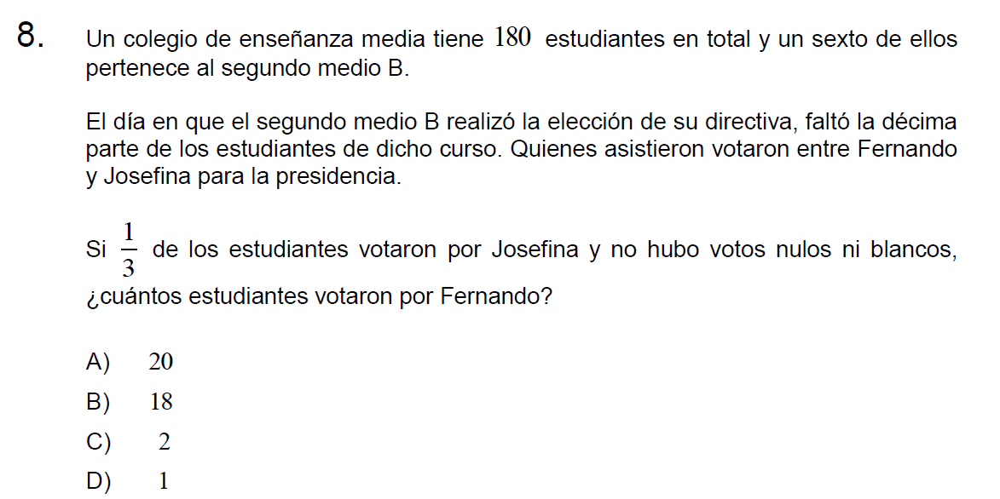 8. Un colegio de enseñanza media tiene 180 estudiantes en total y un sexto de ellos
pertenece al segundo medio B.
El día en que el segundo medio B realizó la elección de su directiva, faltó la décima
parte de los estudiantes de dicho curso. Quienes asistieron votaron entre Fernando
y Josefina para la presidencia.
Si 1/3 de los estudiantes votaron por Josefina y no hubo votos nulos ni blancos,
¿cuántos estudiantes votaron por Fernando?
A) 20
B) 18
C) 2
D) 1